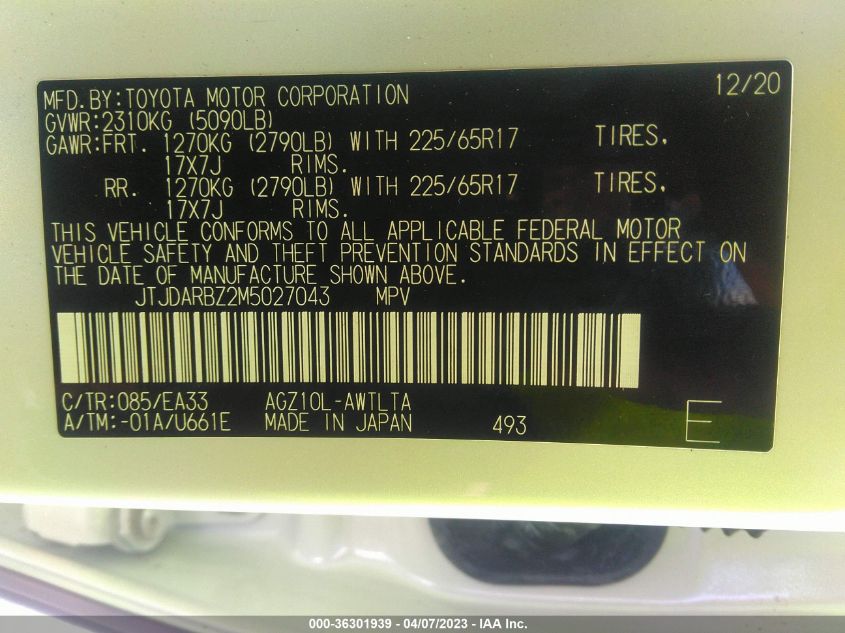 12/20
MFD.BY:TOYOTA MOTOR CORPORATION
GVWR:2310KG (5090LB)
GAWR:FRT. 1270KG (2790LB) WITH 225/65R17 TIRES,
17X7J RIMS.
RR. 1270KG (2790LB) WITH 225/65R17 TIRES,
17X7J RIMS.
THIS VEHICLE CONFORMS TO ALL APPLICABLE FEDERAL MOTOR
VEHICLE SAFETY AND THEFT PREVENTION STANDARDS IN EFFECT ON
THE DATE OF MANUFACTURE SHOWN ABOVE.
JTJDARBZ2M5027043 MPV
C/TR:085/EA33 AGZ10L-AWTLTA
A/TM:-01A/U661E MADE IN JAPAN 493 E
000-36301939 - 04/07/2023 - IAA Inc.